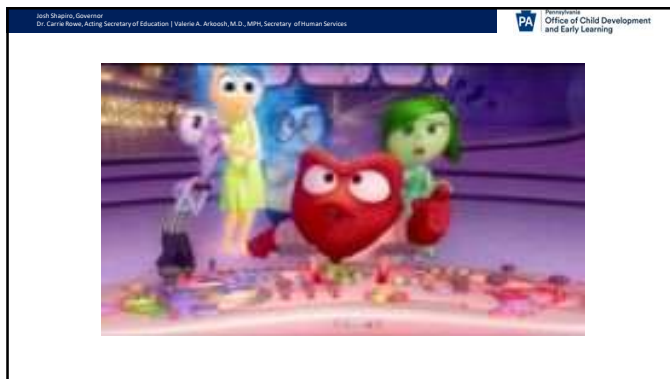 Josh Shapiro, Governor
Dr. Carrie Rowe, Acting Secretary of Education | Valerie A. Arkoosh, M.D., MPH, Secretary of Human Services
PA
Pennsylvania
Office of Child Development
and Early Learning